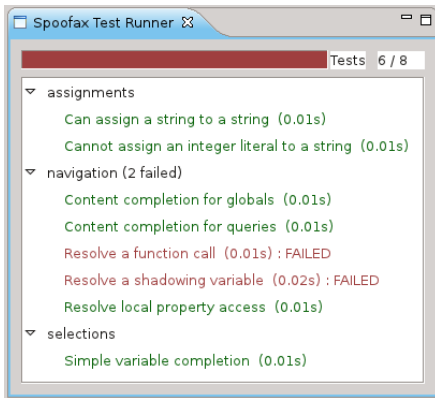 Spoofax Test Runner
Tests 6 / 8
assignments
Can assign a string to a string (0.01s)
Cannot assign an integer literal to a string (0.01s)
navigation (2 failed)
Content completion for globals (0.01s)
Content completion for queries (0.01s)
Resolve a function call (0.01s) : FAILED
Resolve a shadowing variable (0.02s) : FAILED
Resolve local property access (0.01s)
selections
Simple variable completion (0.01s)